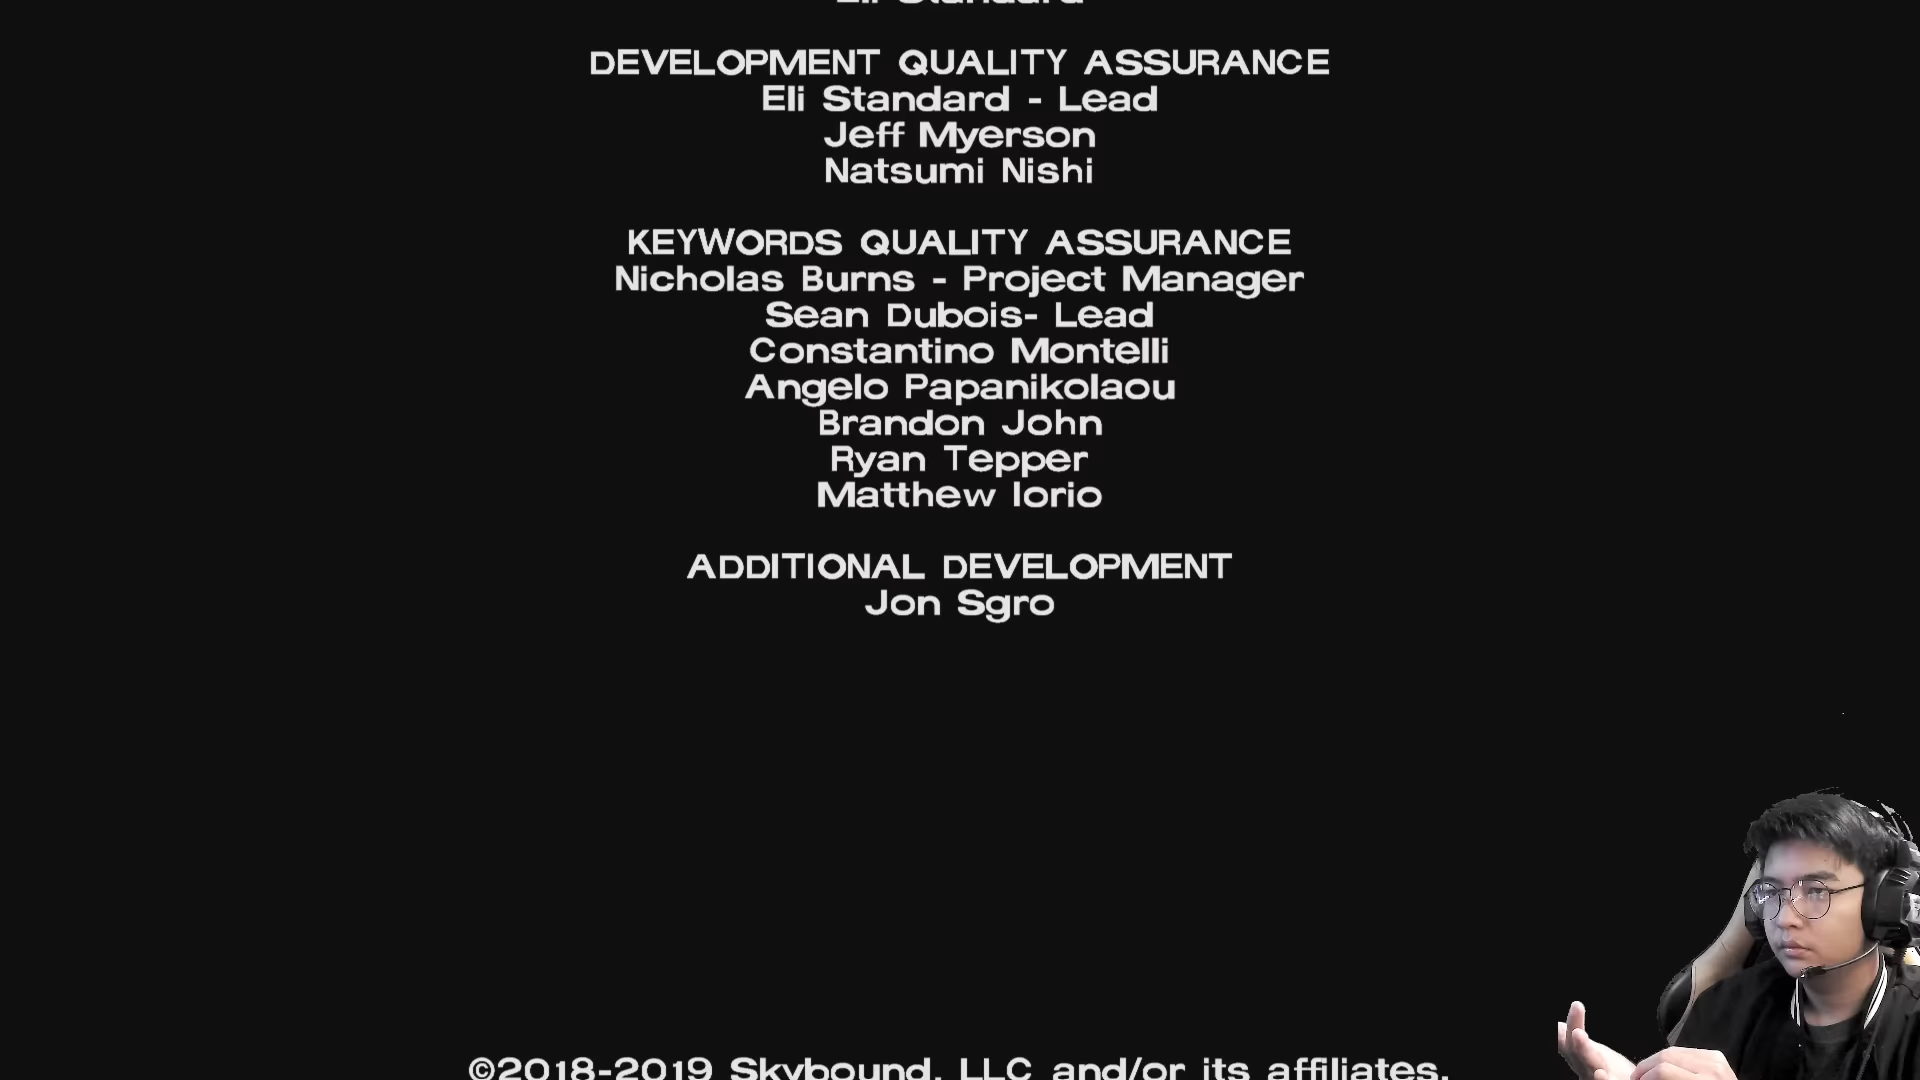 Eli Standard
DEVELOPMENT QUALITY ASSURANCE
Eli Standard - Lead
Jeff Myerson
Natsumi Nishi
KEYWORDS QUALITY ASSURANCE
Nicholas Burns - Project Manager
Sean Dubois- Lead
Constantino Montelli
Angelo Papanikolaou
Brandon John
Ryan Tepper
Matthew Iorio
ADDITIONAL DEVELOPMENT
Jon Sgro
©2018-2019 Skybound, LLC and/or its affiliates.